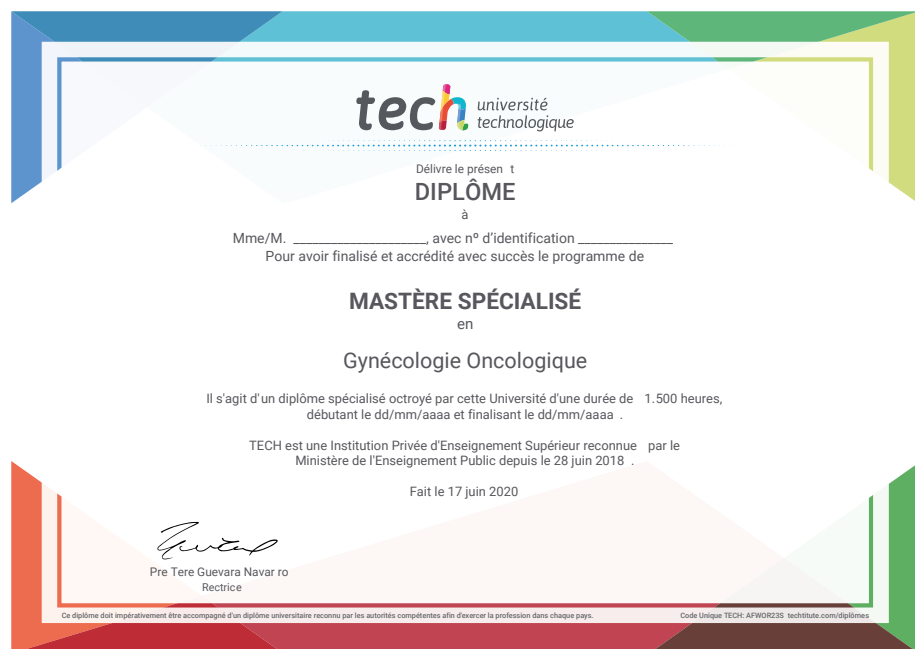 tech université
technologique
Délivre le présen t
DIPLÔME
à
Mme/M. ____________________, avec nº d'identification ______________
Pour avoir finalisé et accrédité avec succès le programme de
MASTÈRE SPÉCIALISÉ
en
Gynécologie Oncologique
Il s'agit d'un diplôme spécialisé octroyé par cette Université d'une durée de 1.500 heures,
débutant le dd/mm/aaaa et finalisant le dd/mm/aaaa .
TECH est une Institution Privée d'Enseignement Supérieur reconnue par le
Ministère de l'Enseignement Public depuis le 28 juin 2018 .
Fait le 17 juin 2020
Pre Tere Guevara Navar ro
Rectrice
Ce diplôme doit impérativement être accompagné d'un diplôme universitaire reconnu par les autorités compétentes afin d'exercer la profession dans chaque pays. Code Unique TECH: AFWOR23S techtitute.com/diplômes